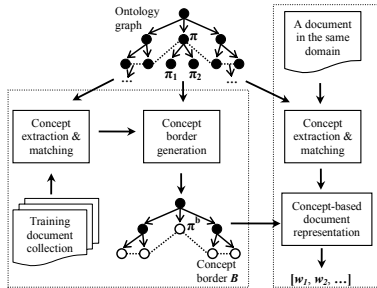 Ontology
graph
π
π1 π2
...
...
A document
in the same
domain
Concept
extraction &
matching
Concept
border
generation
Concept
extraction &
matching
Training
document
collection
πb
Concept
border B
Concept-based
document
representation
[w1, w2, …]